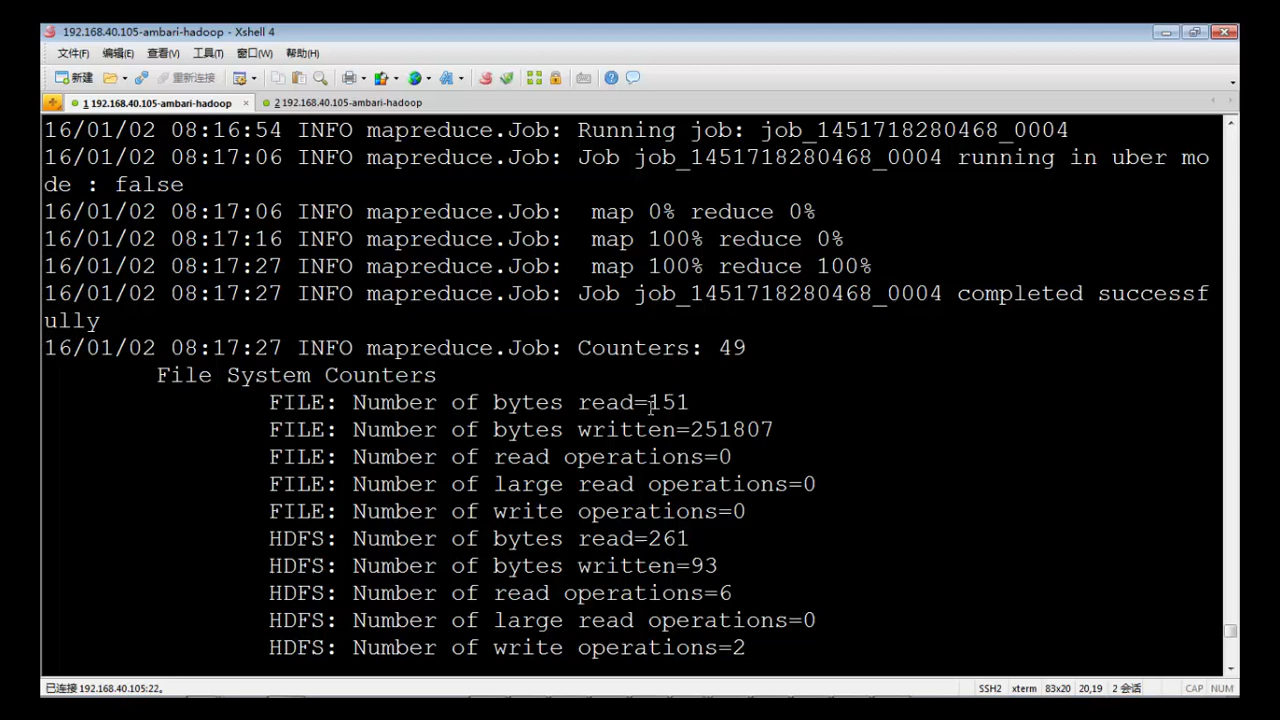 192.168.40.105-ambari-hadoop - Xshell 4
文件(F) 编辑(E) 查看(V) 工具(T) 窗口(W) 帮助(H)
新建 重新连接
1 192.168.40.105-ambari-hadoop × 2 192.168.40.105-ambari-hadoop
16/01/02 08:16:54 INFO mapreduce.Job: Running job: job_1451718280468_0004
16/01/02 08:17:06 INFO mapreduce.Job: Job job_1451718280468_0004 running in uber mo
de : false
16/01/02 08:17:06 INFO mapreduce.Job:  map 0% reduce 0%
16/01/02 08:17:16 INFO mapreduce.Job:  map 100% reduce 0%
16/01/02 08:17:27 INFO mapreduce.Job:  map 100% reduce 100%
16/01/02 08:17:27 INFO mapreduce.Job: Job job_1451718280468_0004 completed successf
ully
16/01/02 08:17:27 INFO mapreduce.Job: Counters: 49
File System Counters
FILE: Number of bytes read=151
FILE: Number of bytes written=251807
FILE: Number of read operations=0
FILE: Number of large read operations=0
FILE: Number of write operations=0
HDFS: Number of bytes read=261
HDFS: Number of bytes written=93
HDFS: Number of read operations=6
HDFS: Number of large read operations=0
HDFS: Number of write operations=2
已连接 192.168.40.105:22。 SSH2 xterm 83x20 20,19 2 会话 CAP NUM